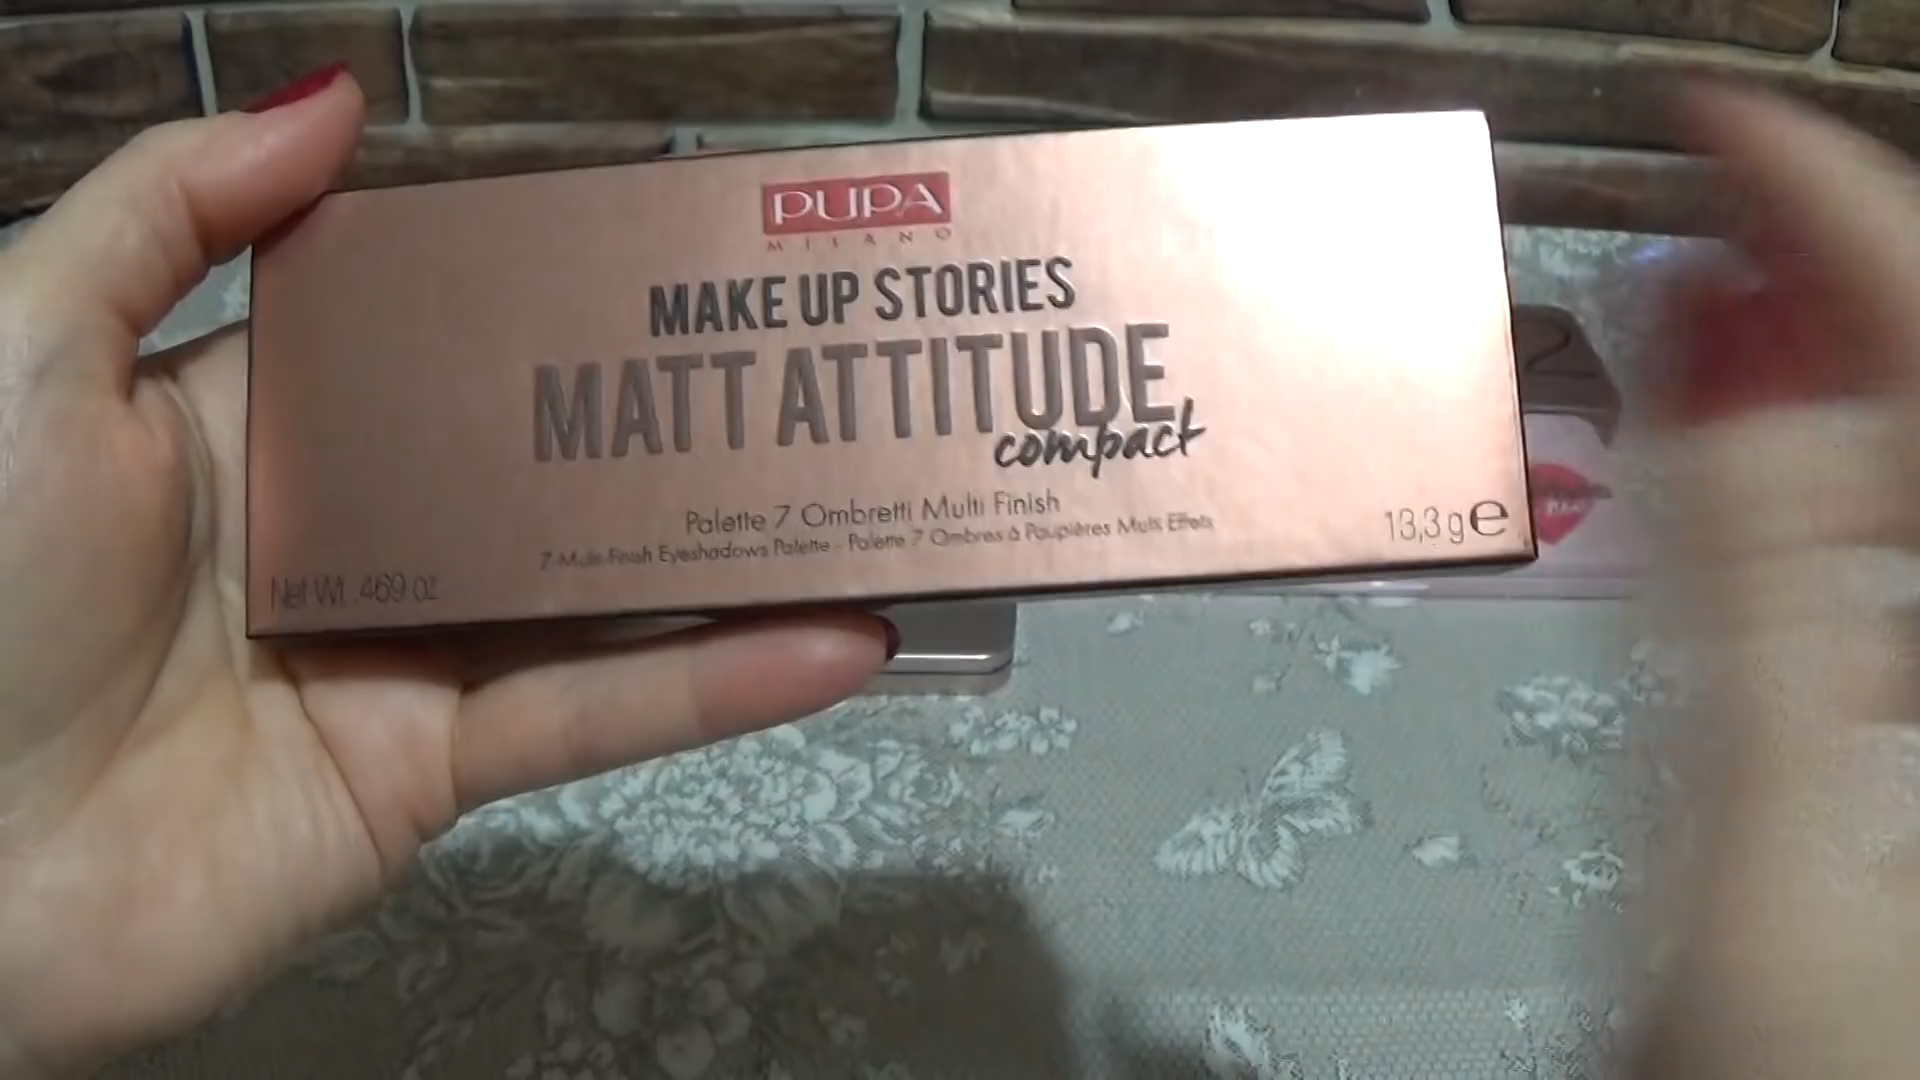 PUPA
MILANO
MAKE UP STORIES
MATT ATTITUDE
compact
Palette 7 Ombretti Multi Finish
7 Multi Finish Eyeshadows Palette - Palette 7 Ombres à Paupières Multi Effets
Net Wt .469 oz
13,3 g e
2